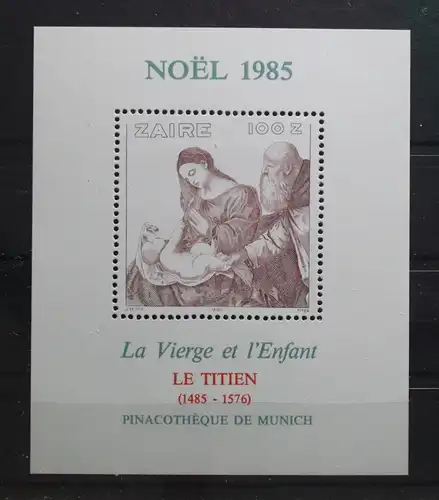 NOËL 1985
ZAIRE 100 Z
La Vierge et l'Enfant
LE TITIEN
(1485 - 1576)
PINACOTHÈQUE DE MUNICH